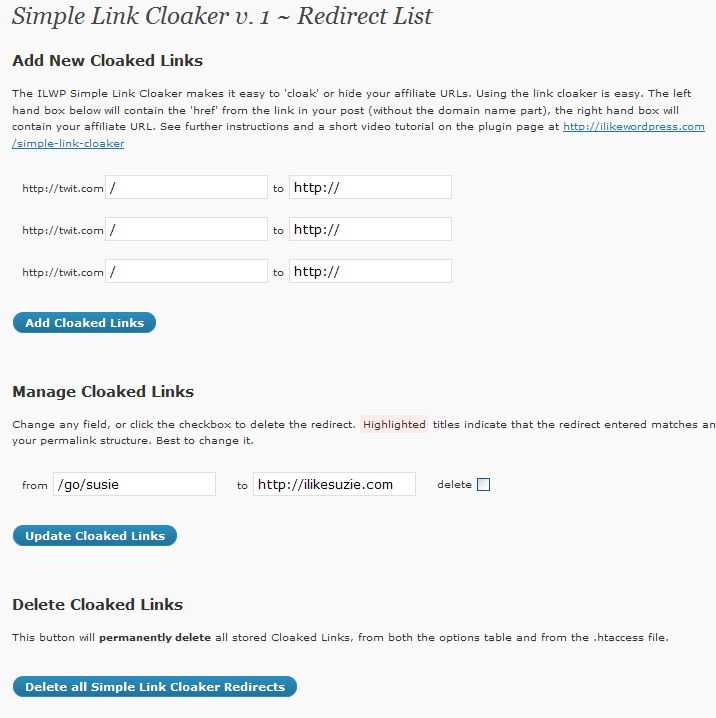 Simple Link Cloaker v. 1 ~ Redirect List
Add New Cloaked Links
The ILWP Simple Link Cloaker makes it easy to 'cloak' or hide your affiliate URLs. Using the link cloaker is easy. The left
hand box below will contain the 'href' from the link in your post (without the domain name part), the right hand box will
contain your affiliate URL. See further instructions and a short video tutorial on the plugin page at http://ilikewordpress.com
/simple-link-cloaker
http://twit.com / to http://
http://twit.com / to http://
http://twit.com / to http://
Add Cloaked Links
Manage Cloaked Links
Change any field, or click the checkbox to delete the redirect. Highlighted titles indicate that the redirect entered matches an
your permalink structure. Best to change it.
from /go/susie to http://ilikesuzie.com delete
Update Cloaked Links
Delete Cloaked Links
This button will permanently delete all stored Cloaked Links, from both the options table and from the .htaccess file.
Delete all Simple Link Cloaker Redirects